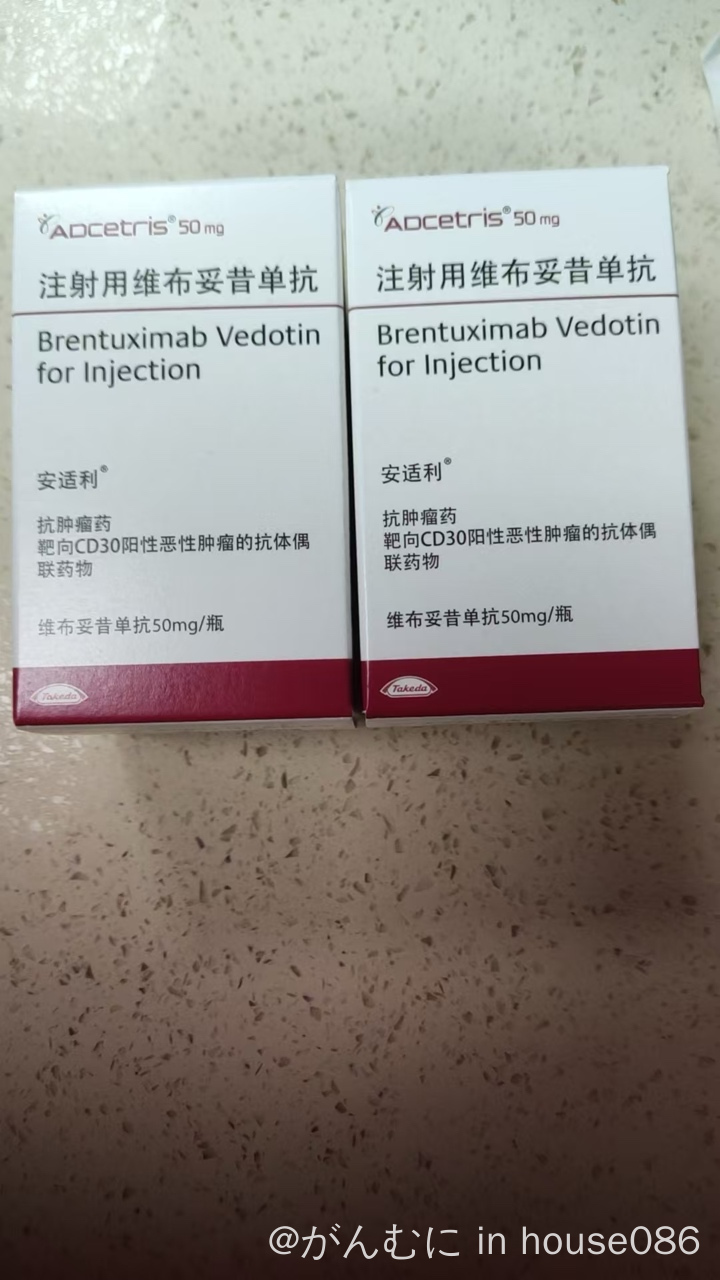 ADCETRIS® 50 mg
注射用维布妥昔单抗
Brentuximab Vedotin
for Injection
安适利®
抗肿瘤药
靶向CD30阳性恶性肿瘤的抗体偶
联药物
维布妥昔单抗50mg/瓶
Takeda
ADCETRIS® 50 mg
注射用维布妥昔单抗
Brentuximab Vedotin
for Injection
安适利®
抗肿瘤药
靶向CD30阳性恶性肿瘤的抗体偶
联药物
维布妥昔单抗50mg/瓶
Takeda
@がんむに in house086